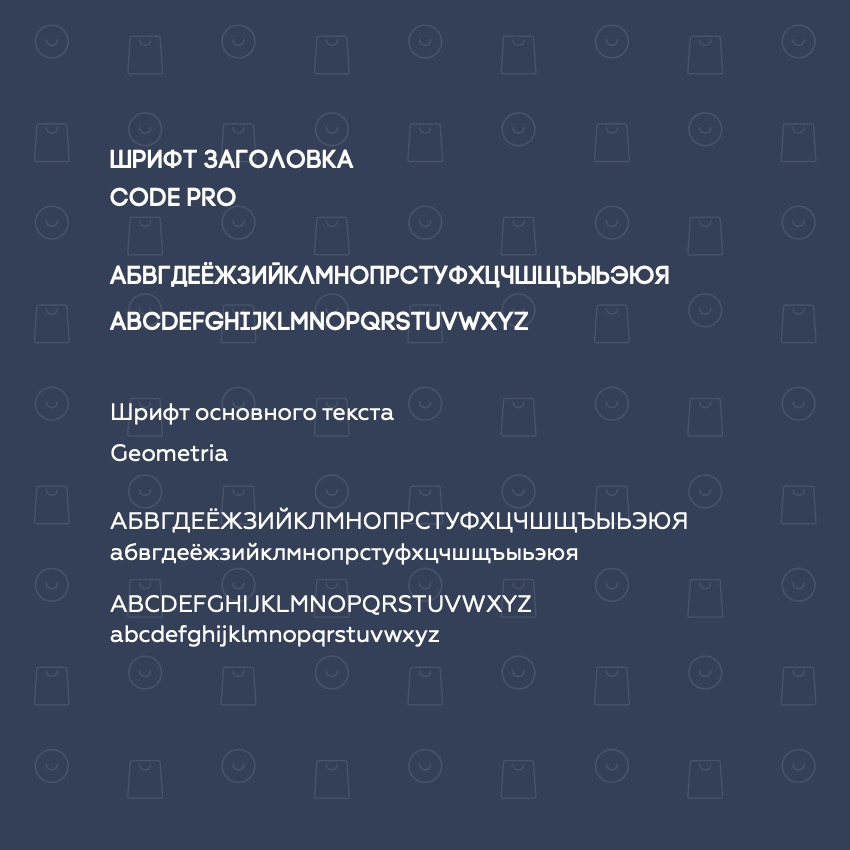 ШРИФТ ЗАГОЛОВКА
CODE PRO
АБВГДЕЁЖЗИЙКЛМНОПРСТУФХЦЧШЩЪЫЬЭЮЯ
ABCDEFGHIJKLMNOPQRSTUVWXYZ
Шрифт основного текста
Geometria
АБВГДЕЁЖЗИЙКЛМНОПРСТУФХЦЧШЩЪЫЬЭЮЯ
абвгдеёжзийклмнопрстуфхцчшщъыьэюя
ABCDEFGHIJKLMNOPQRSTUVWXYZ
abcdefghijklmnopqrstuvwxyz